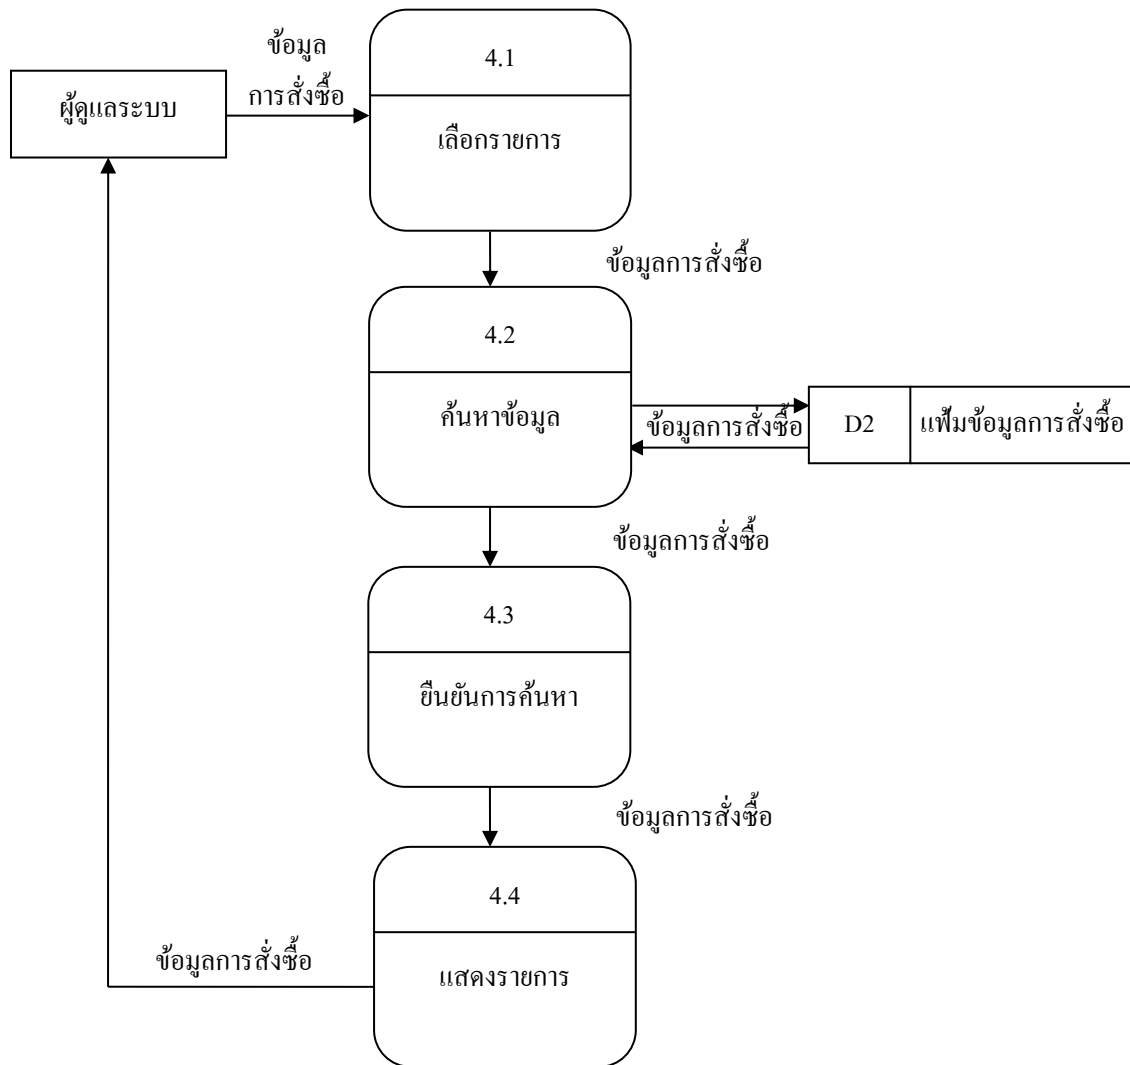 ข้อมูล
การสั่งซื้อ
ผู้ดูแลระบบ
4.1
เลือกรายการ
ข้อมูลการสั่งซื้อ
4.2
ค้นหาข้อมูล
ข้อมูลการสั่งซื้อ
D2
แฟ้มข้อมูลการสั่งซื้อ
ข้อมูลการสั่งซื้อ
4.3
ยืนยันการค้นหา
ข้อมูลการสั่งซื้อ
4.4
แสดงรายการ
ข้อมูลการสั่งซื้อ